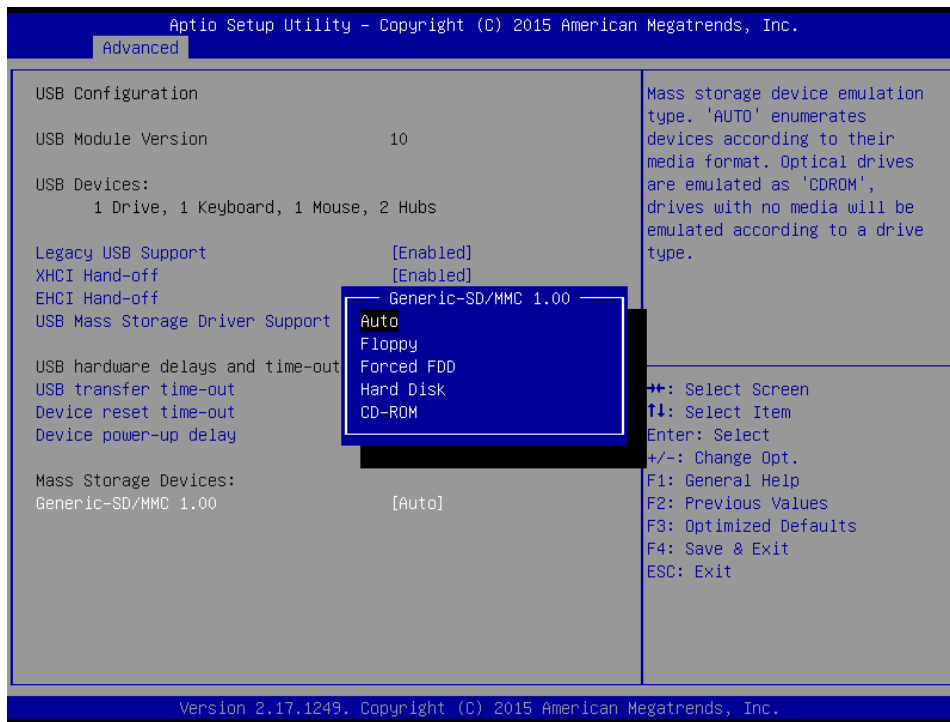 Aptio Setup Utility – Copyright (C) 2015 American Megatrends, Inc.
Advanced
USB Configuration
USB Module Version 10
USB Devices:
1 Drive, 1 Keyboard, 1 Mouse, 2 Hubs
Legacy USB Support [Enabled]
XHCI Hand-off [Enabled]
EHCI Hand-off
USB Mass Storage Driver Support
USB hardware delays and time-out
USB transfer time-out
Device reset time-out
Device power-up delay
Mass Storage Devices:
Generic-SD/MMC 1.00 [Auto]
Generic-SD/MMC 1.00
Auto
Floppy
Forced FDD
Hard Disk
CD-ROM
Mass storage device emulation
type. 'AUTO' enumerates
devices according to their
media format. Optical drives
are emulated as 'CDROM',
drives with no media will be
emulated according to a drive
type.
→←: Select Screen
↑↓: Select Item
Enter: Select
+/-: Change Opt.
F1: General Help
F2: Previous Values
F3: Optimized Defaults
F4: Save & Exit
ESC: Exit
Version 2.17.1249. Copyright (C) 2015 American Megatrends, Inc.